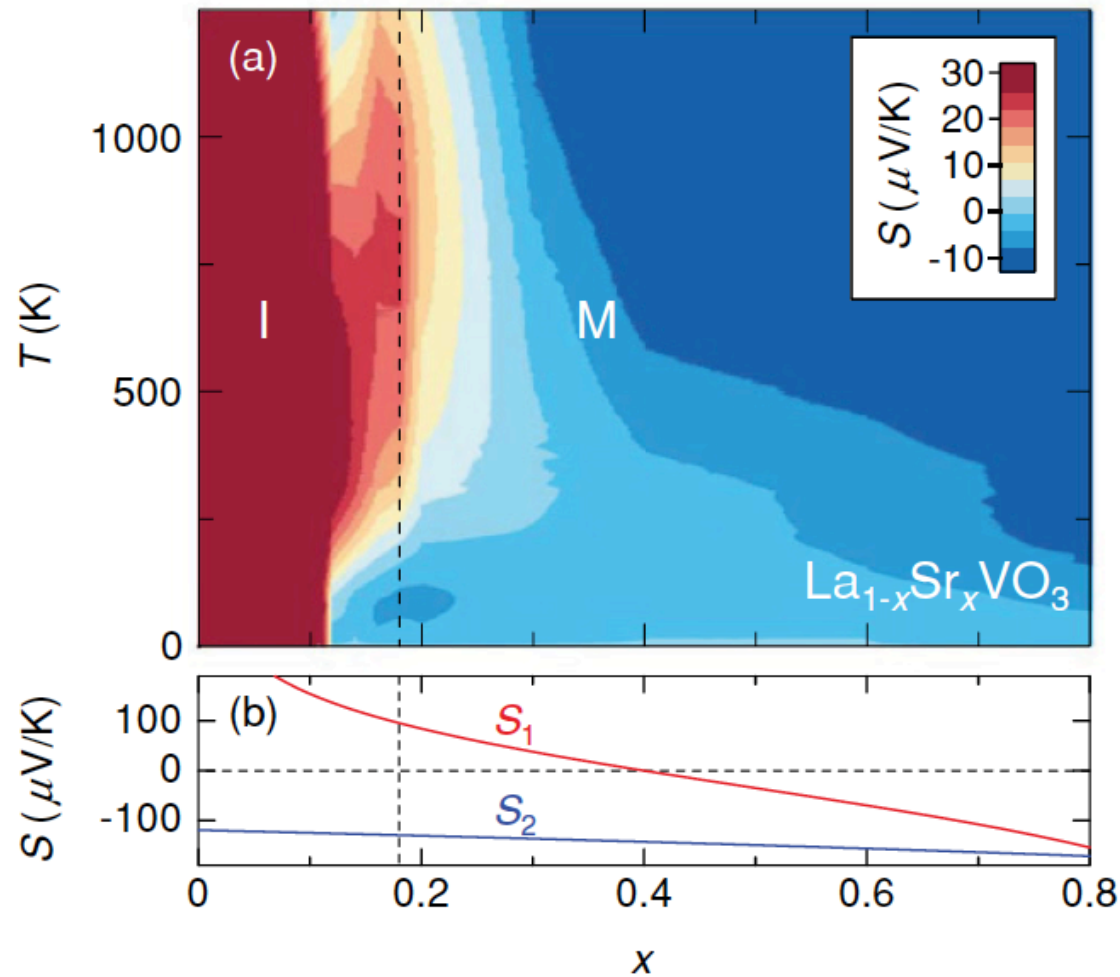 (a)
S ( μV/K)
30
20
10
0
-10
1000
500
0
T (K)
I
M
La1-xSrxVO3
(b)
S ( μV/K)
100
0
-100
S1
S2
0
0.2
0.4
0.6
0.8
x